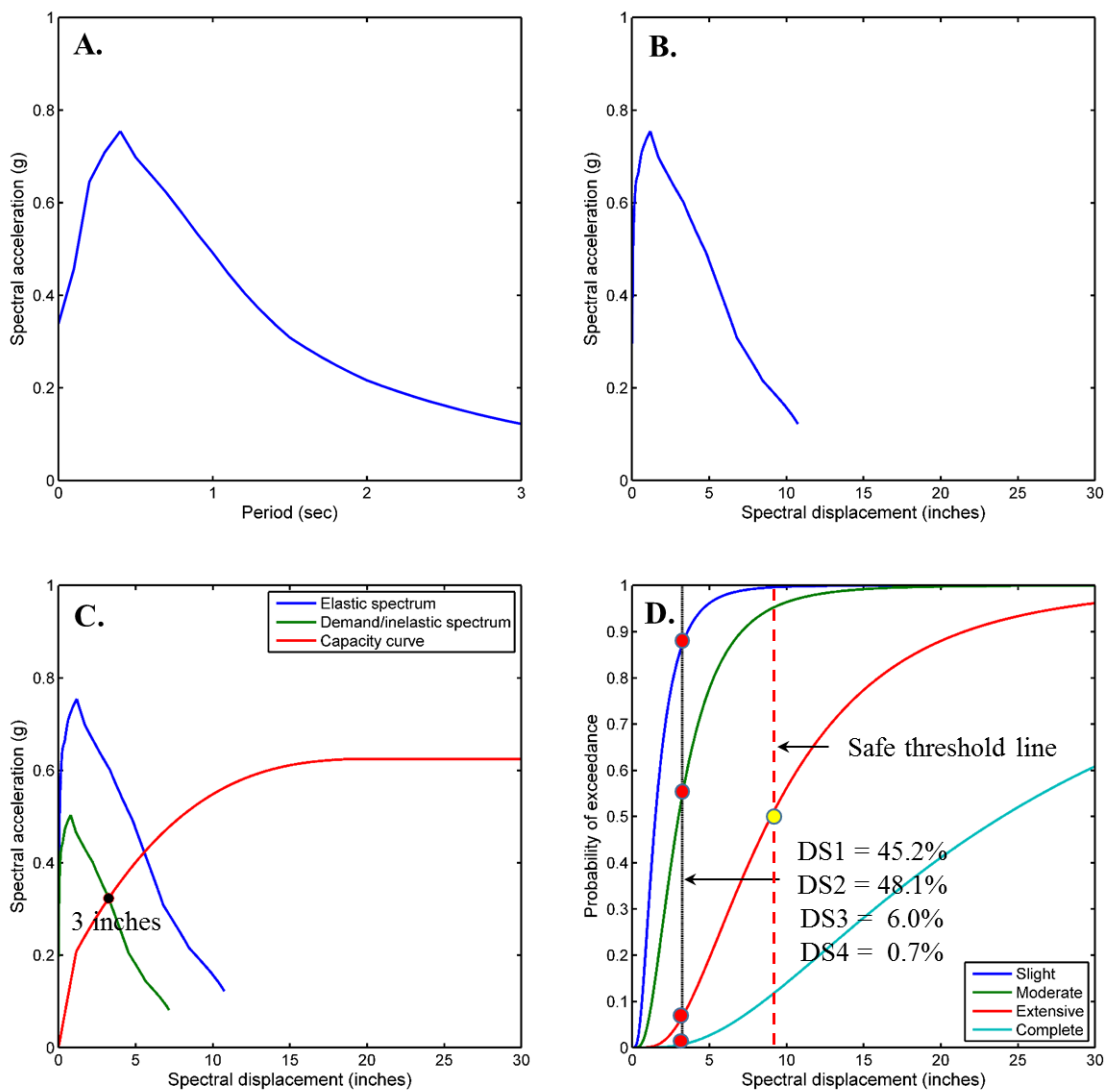 A.
1
0.8
0.6
0.4
0.2
0
Spectral acceleration (g)
0 1 2 3
Period (sec)
B.
1
0.8
0.6
0.4
0.2
0
Spectral acceleration (g)
0 5 10 15 20 25 30
Spectral displacement (inches)
C.
Elastic spectrum
Demand/inelastic spectrum
Capacity curve
1
0.8
0.6
0.4
0.2
0
Spectral acceleration (g)
3 inches
0 5 10 15 20 25 30
Spectral displacement (inches)
D.
1
0.9
0.8
0.7
0.6
0.5
0.4
0.3
0.2
0.1
0
Probability of exceedance
Safe threshold line
DS1 = 45.2%
DS2 = 48.1%
DS3 = 6.0%
DS4 = 0.7%
Slight
Moderate
Extensive
Complete
0 5 10 15 20 25 30
Spectral displacement (inches)